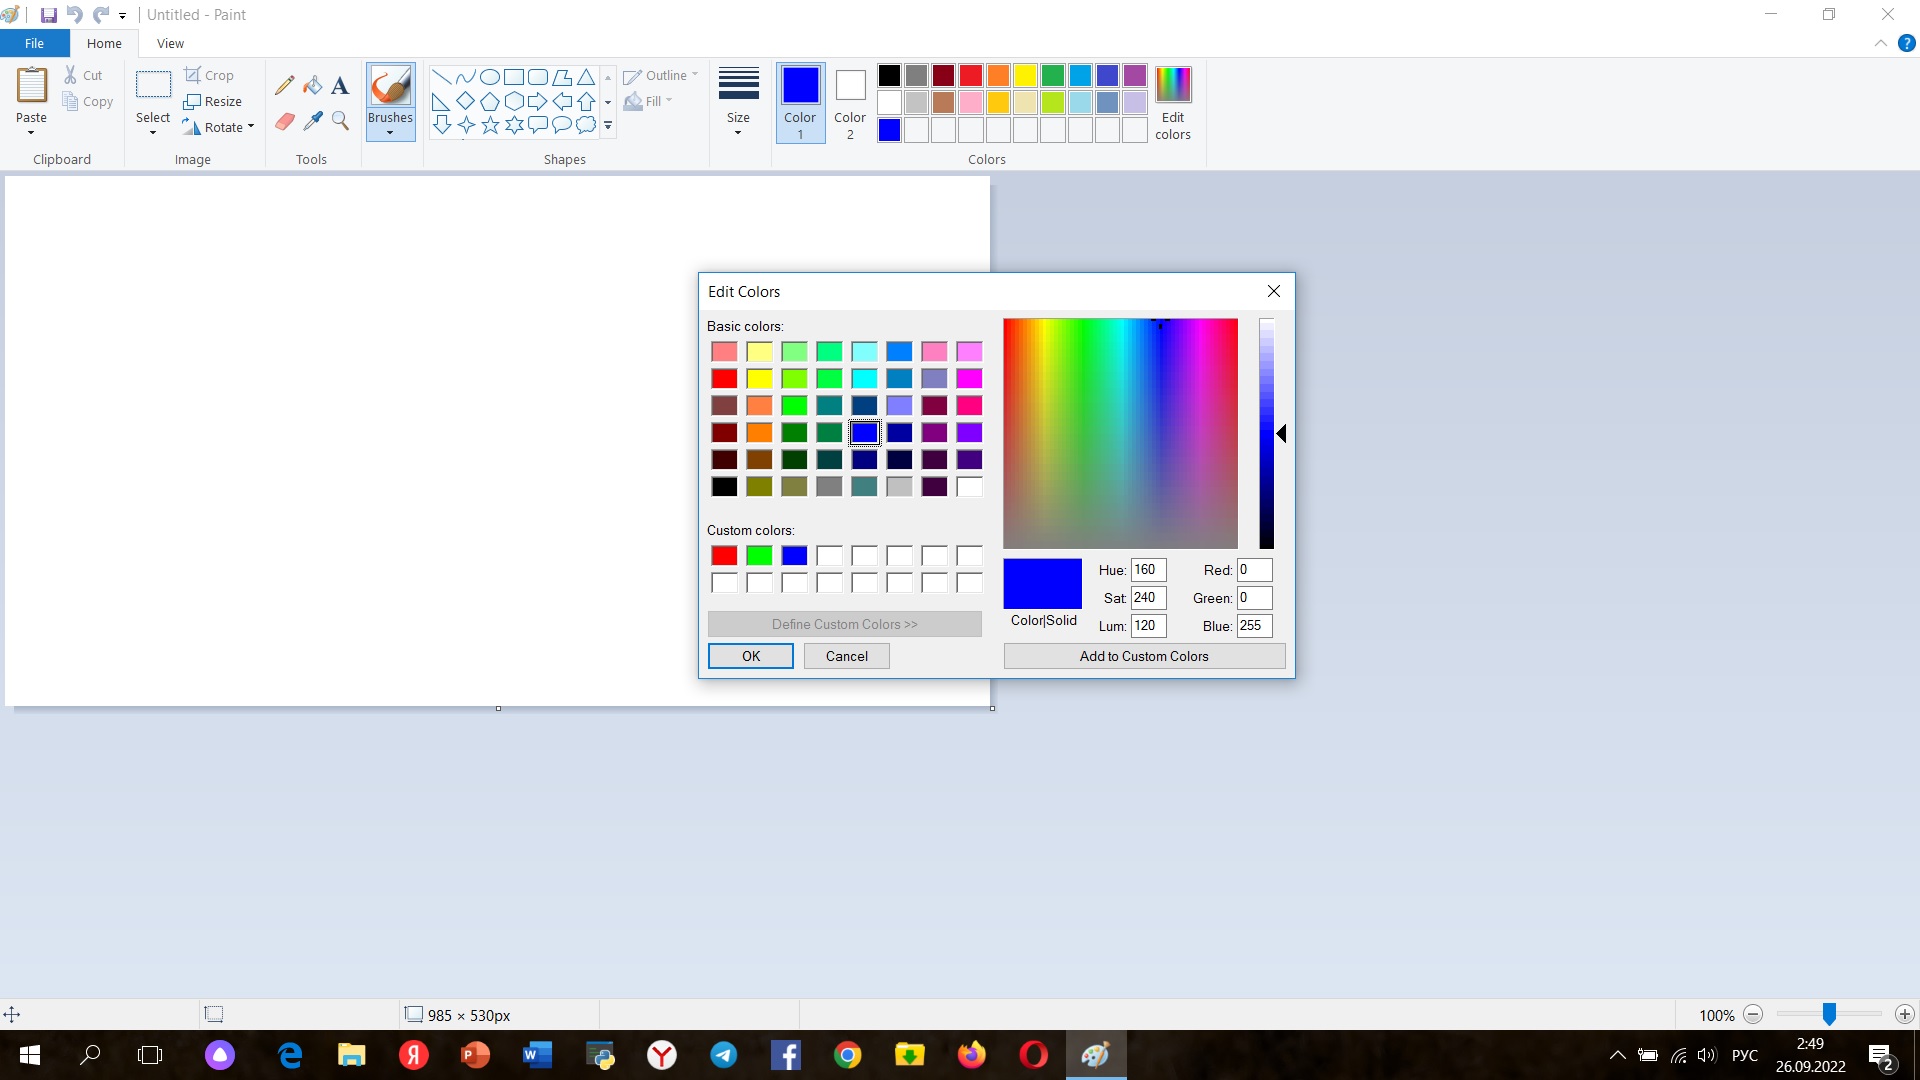 Untitled - Paint
File Home View
Paste
Cut
Copy
Clipboard
Select
Crop
Resize
Rotate
Image
A
Tools
Brushes
Outline
Fill
Shapes
Size
Color
1
Color
2
Edit
colors
Colors
?
Edit Colors
Basic colors:
Custom colors:
Define Custom Colors >>
OK Cancel
Color|Solid
Hue: 160 Red: 0
Sat: 240 Green: 0
Lum: 120 Blue: 255
Add to Custom Colors
985 × 530px
100%
Я
P
W
Y
f
РУС
2:49
26.09.2022
2